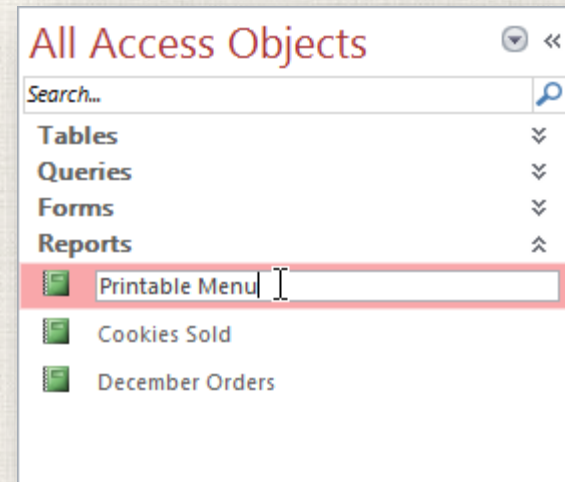 All Access Objects
Search...
Tables
Queries
Forms
Reports
Printable Menu
Cookies Sold
December Orders